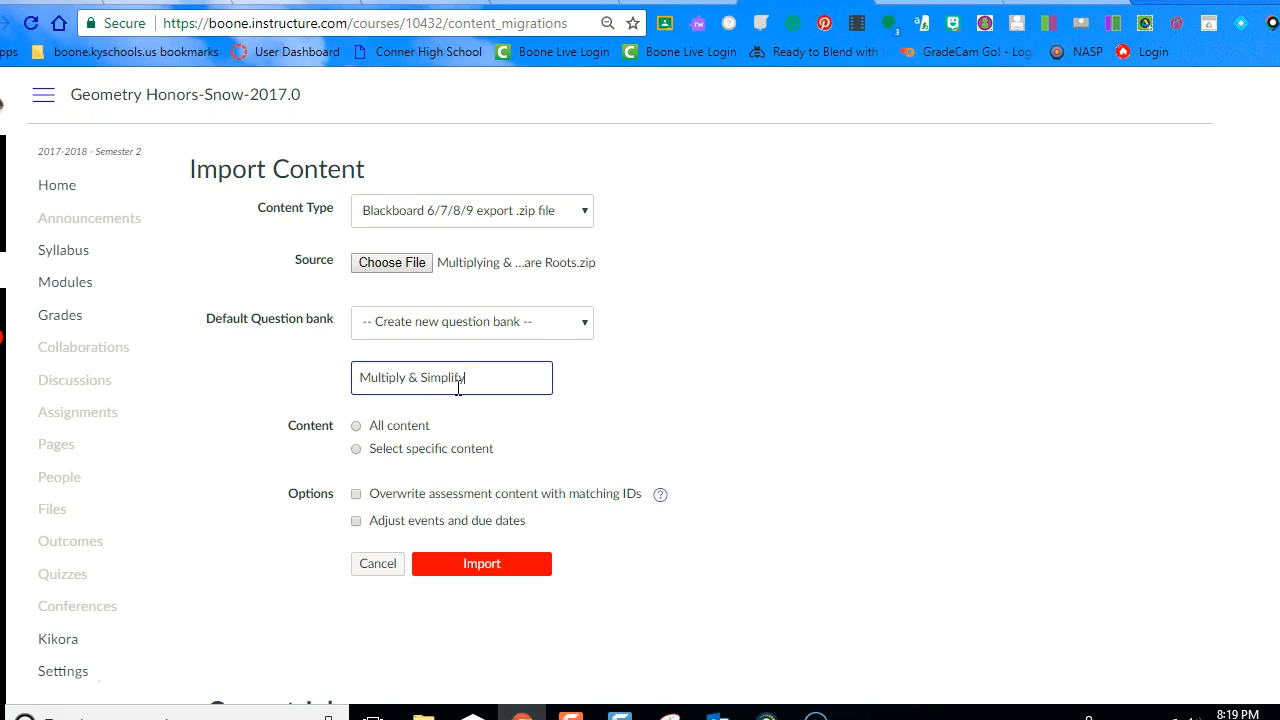 Secure https://boone.instructure.com/courses/10432/content_migrations
pps boone.kyschools.us bookmarks User Dashboard Conner High School Boone Live Login Boone Live Login Ready to Blend with GradeCam Go! - Log NASP Login
Geometry Honors-Snow-2017.0
2017-2018 - Semester 2
Home
Announcements
Syllabus
Modules
Grades
Collaborations
Discussions
Assignments
Pages
People
Files
Outcomes
Quizzes
Conferences
Kikora
Settings
Import Content
Content Type Blackboard 6/7/8/9 export .zip file
Source Choose File Multiplying & ...are Roots.zip
Default Question bank -- Create new question bank --
Multiply & Simplify
Content All content
Select specific content
Options Overwrite assessment content with matching IDs ?
Adjust events and due dates
Cancel Import
8:19 PM